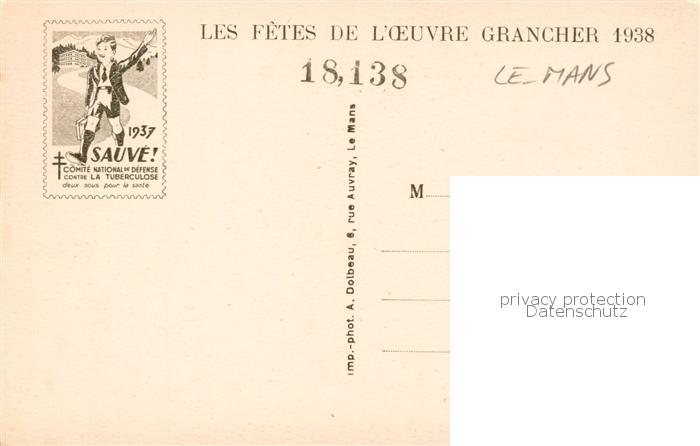 LES FÊTES DE L'ŒUVRE GRANCHER 1938
18,138
LE-MANS
1937
SAUVÉ!
COMITÉ NATIONAL DE DÉFENSE
CONTRE LA TUBERCULOSE
deux sous pour la santé
imp.-phot. A. Dolbeau, 6, rue Auvray, Le Mans
M
privacy protection
Datenschutz